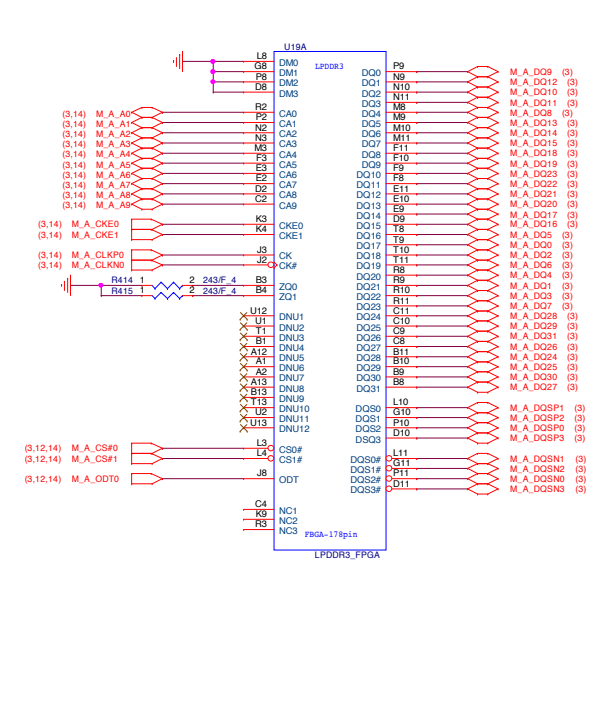 U19A
LPDDR3
L8 DM0
G8 DM1
P8 DM2
D8 DM3
(3,14) M_A_A0 R2 CA0
(3,14) M_A_A1 P2 CA1
(3,14) M_A_A2 N2 CA2
(3,14) M_A_A3 N3 CA3
(3,14) M_A_A4 M3 CA4
(3,14) M_A_A5 F3 CA5
(3,14) M_A_A6 E3 CA6
(3,14) M_A_A7 E2 CA7
(3,14) M_A_A8 D2 CA8
(3,14) M_A_A9 C2 CA9
(3,14) M_A_CKE0 K3 CKE0
(3,14) M_A_CKE1 K4 CKE1
(3,14) M_A_CLKP0 J3 CK
(3,14) M_A_CLKN0 J2 CK#
R414 1 2 243/F_4 B3 ZQ0
R415 1 2 243/F_4 B4 ZQ1
U12 DNU1
U1 DNU2
T1 DNU3
B1 DNU4
A12 DNU5
A1 DNU6
A2 DNU7
A13 DNU8
B13 DNU9
T13 DNU10
U2 DNU11
U13 DNU12
(3,12,14) M_A_CS#0 L3 CS0#
(3,12,14) M_A_CS#1 L4 CS1#
(3,12,14) M_A_ODT0 J8 ODT
C4 NC1
K9 NC2
R3 NC3
DQ0 P9 M_A_DQ9 (3)
DQ1 N9 M_A_DQ12 (3)
DQ2 N10 M_A_DQ10 (3)
DQ3 N11 M_A_DQ11 (3)
DQ4 M8 M_A_DQ8 (3)
DQ5 M9 M_A_DQ13 (3)
DQ6 M10 M_A_DQ14 (3)
DQ7 M11 M_A_DQ15 (3)
DQ8 F11 M_A_DQ18 (3)
DQ9 F10 M_A_DQ19 (3)
DQ10 F9 M_A_DQ23 (3)
DQ11 F8 M_A_DQ22 (3)
DQ12 E11 M_A_DQ21 (3)
DQ13 E10 M_A_DQ20 (3)
DQ14 E9 M_A_DQ17 (3)
DQ15 D9 M_A_DQ16 (3)
DQ16 T8 M_A_DQ5 (3)
DQ17 T9 M_A_DQ0 (3)
DQ18 T10 M_A_DQ2 (3)
DQ19 T11 M_A_DQ6 (3)
DQ20 R8 M_A_DQ4 (3)
DQ21 R9 M_A_DQ1 (3)
DQ22 R10 M_A_DQ3 (3)
DQ23 R11 M_A_DQ7 (3)
DQ24 C11 M_A_DQ28 (3)
DQ25 C10 M_A_DQ29 (3)
DQ26 C9 M_A_DQ31 (3)
DQ27 C8 M_A_DQ26 (3)
DQ28 B11 M_A_DQ24 (3)
DQ29 B10 M_A_DQ25 (3)
DQ30 B9 M_A_DQ30 (3)
DQ31 B8 M_A_DQ27 (3)
DQS0 L10 M_A_DQSP1 (3)
DQS1 G10 M_A_DQSP2 (3)
DQS2 P10 M_A_DQSP0 (3)
DSQ3 D10 M_A_DQSP3 (3)
DQS0# L11 M_A_DQSN1 (3)
DQS1# G11 M_A_DQSN2 (3)
DQS2# P11 M_A_DQSN0 (3)
DQS3# D11 M_A_DQSN3 (3)
FBGA-178pin
LPDDR3_FPGA